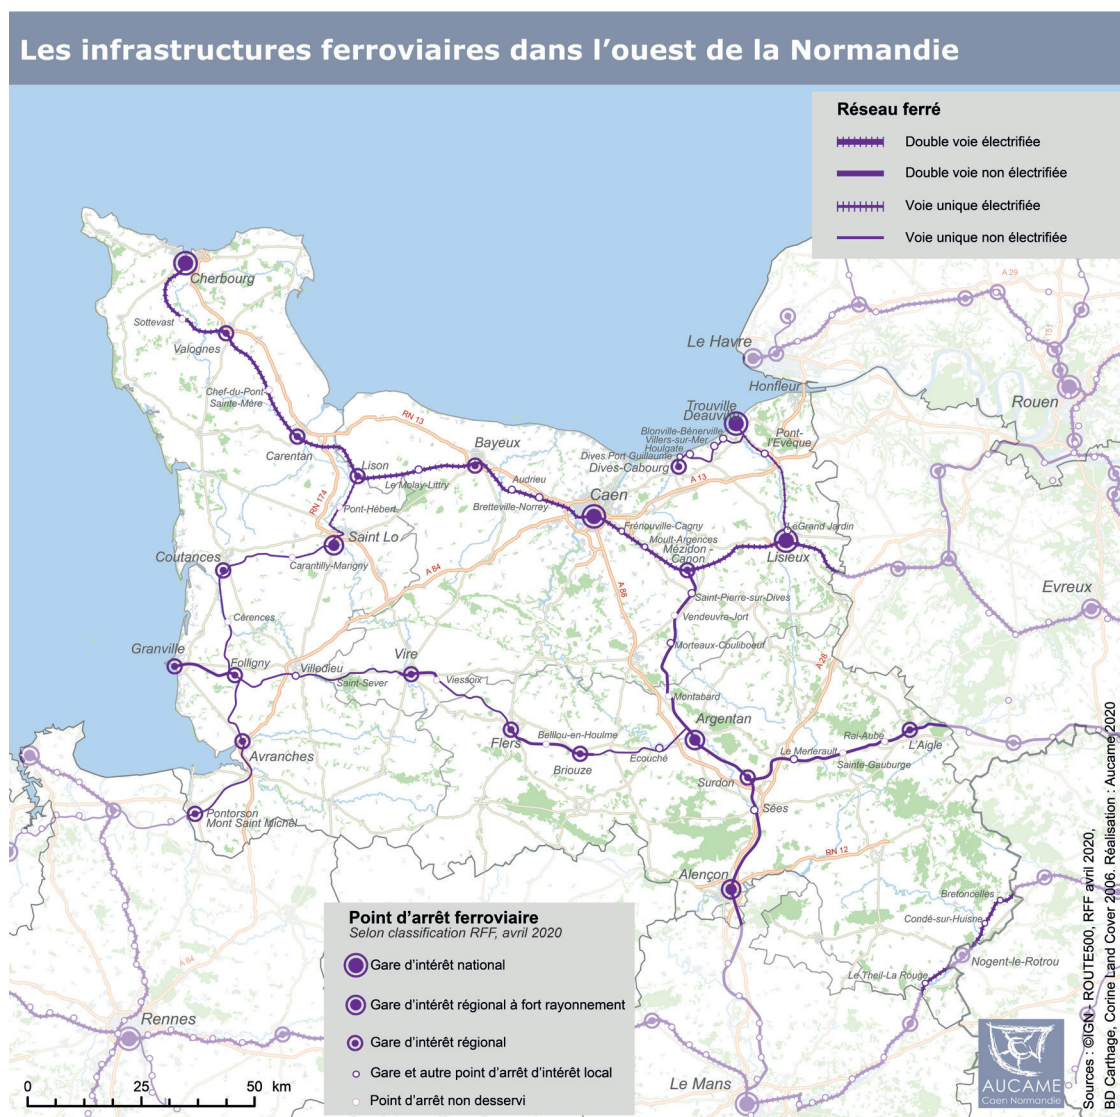 Les infrastructures ferroviaires dans l’ouest de la Normandie
Réseau ferré
Double voie électrifiée
Double voie non électrifiée
Voie unique électrifiée
Voie unique non électrifiée
Cherbourg
A 29
Sottevast
Valognes
Le Havre
151
Honfleur
Chef-du-Pont-
Sainte-Mère
Rouen
Trouville
Deauville
RN 13
Blonville-Bénerville
Villers-sur-Mer
Houlgate
Pont-
l'Evêque
Bayeux
Carentan
Lison
Dives Port Guillaume
Dives-Cabourg
Le Molay-Littry
Audrieu
A 13
RN 174
Pont-Hébert
Bretteville-Norrey
Caen
Frénouville-Cagny
LeGrand Jardin
Saint Lo
Moult-Argences
Mézidon -
Canon
Lisieux
Coutances
Carantilly-Marigny
A 84
A 88
Evreux
Saint-Pierre-sur-Dives
Cérences
Vendeuvre-Jort
Granville
Folligny
Villedieu
Vire
Morteaux-Coulibœuf
A 28
Saint-Sever
Viessoix
Montabard
Argentan
Flers
Bellou-en-Houlme
Rai-Aube
L'Aigle
Avranches
Briouze
Ecouché
Le Merlerault
Sainte-Gauburge
Surdon
Pontorson
Mont Saint Michel
Sées
RN 12
Alençon
Bretoncelles
Condé-sur-Huisne
A 84
Nogent-le-Rotrou
Le Theil-La Rouge
Rennes
Le Mans
Point d’arrêt ferroviaire
Selon classification RFF, avril 2020
Gare d’intérêt national
Gare d’intérêt régional à fort rayonnement
Gare d’intérêt régional
Gare et autre point d’arrêt d’intérêt local
Point d’arrêt non desservi
0 25 50 km
AUCAME
Caen Normandie
Sources : ©IGN - ROUTE500, RFF avril 2020,
BD Carthage, Corine Land Cover 2006. Réalisation : Aucame 2020